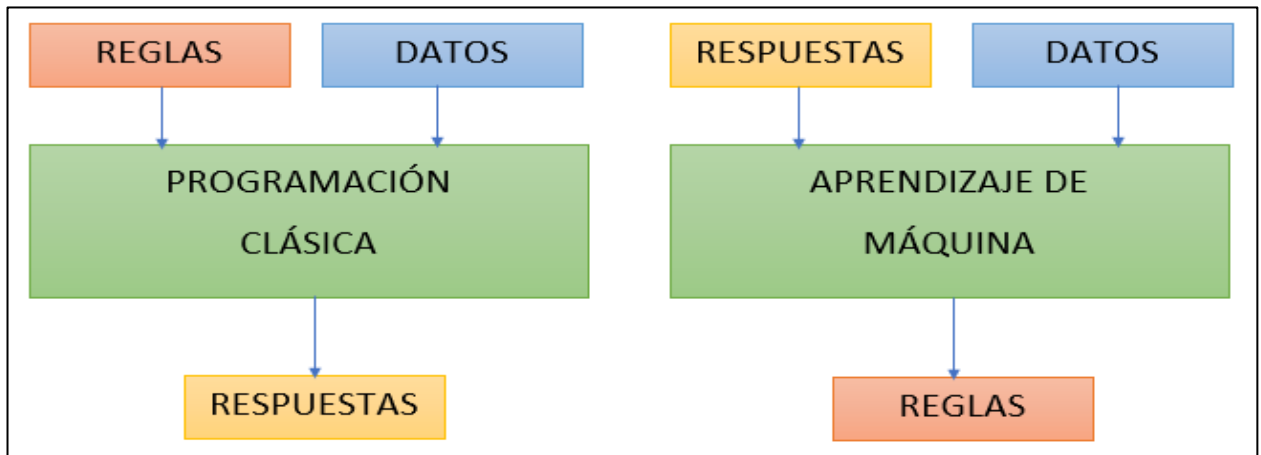 REGLAS
DATOS
PROGRAMACIÓN
CLÁSICA
RESPUESTAS
RESPUESTAS
DATOS
APRENDIZAJE DE
MÁQUINA
REGLAS